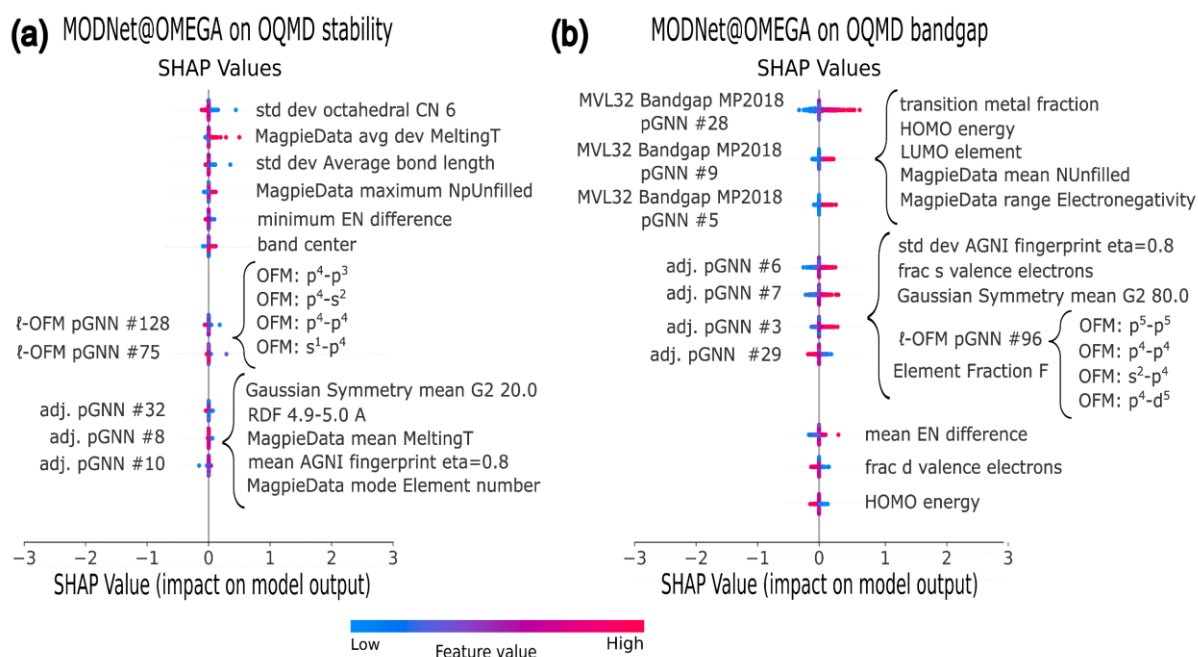 (a) MODNet@OMEGA on OQMD stability
SHAP Values
std dev octahedral CN 6
MagpieData avg dev MeltingT
std dev Average bond length
MagpieData maximum NpUnfilled
minimum EN difference
band center
ℓ-OFM pGNN #128
ℓ-OFM pGNN #75
OFM: p⁴-p³
OFM: p⁴-s²
OFM: p⁴-p⁴
OFM: s¹-p⁴
adj. pGNN #32
adj. pGNN #8
adj. pGNN #10
Gaussian Symmetry mean G2 20.0
RDF 4.9-5.0 A
MagpieData mean MeltingT
mean AGNI fingerprint eta=0.8
MagpieData mode Element number
−3 −2 −1 0 1 2 3
SHAP Value (impact on model output)
(b) MODNet@OMEGA on OQMD bandgap
SHAP Values
MVL32 Bandgap MP2018
pGNN #28
MVL32 Bandgap MP2018
pGNN #9
MVL32 Bandgap MP2018
pGNN #5
transition metal fraction
HOMO energy
LUMO element
MagpieData mean NUnfilled
MagpieData range Electronegativity
adj. pGNN #6
adj. pGNN #7
adj. pGNN #3
adj. pGNN #29
std dev AGNI fingerprint eta=0.8
frac s valence electrons
Gaussian Symmetry mean G2 80.0
ℓ-OFM pGNN #96
Element Fraction F
OFM: p⁵-p⁵
OFM: p⁴-p⁴
OFM: s²-p⁴
OFM: p⁴-d⁵
mean EN difference
frac d valence electrons
HOMO energy
−3 −2 −1 0 1 2 3
SHAP Value (impact on model output)
Low High
Feature value